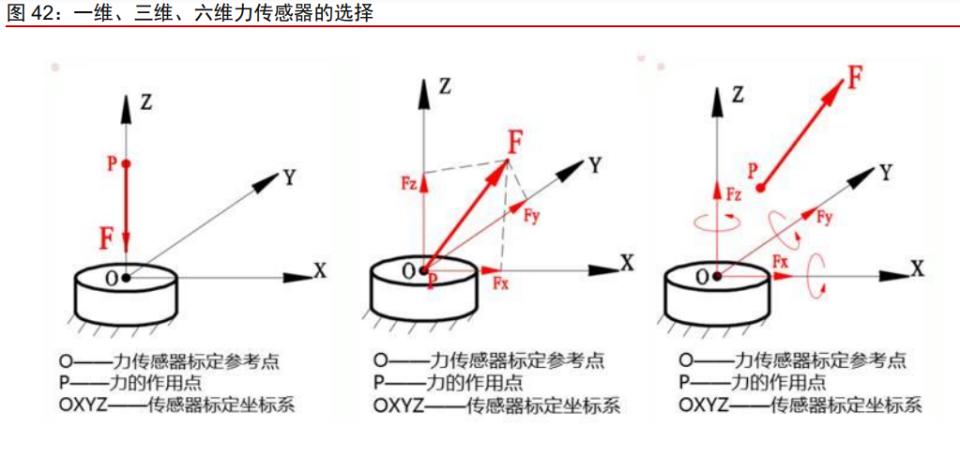 图 42：一维、三维、六维力传感器的选择
Z
P
Y
F
O
X
O——力传感器标定参考点
P——力的作用点
OXYZ——传感器标定坐标系
Z
F
Y
Fz
Fy
O
P
Fx
X
O——力传感器标定参考点
P——力的作用点
OXYZ——传感器标定坐标系
F
Z
P
Y
Fz
Fy
Fx
O
X
O——力传感器标定参考点
P——力的作用点
OXYZ——传感器标定坐标系